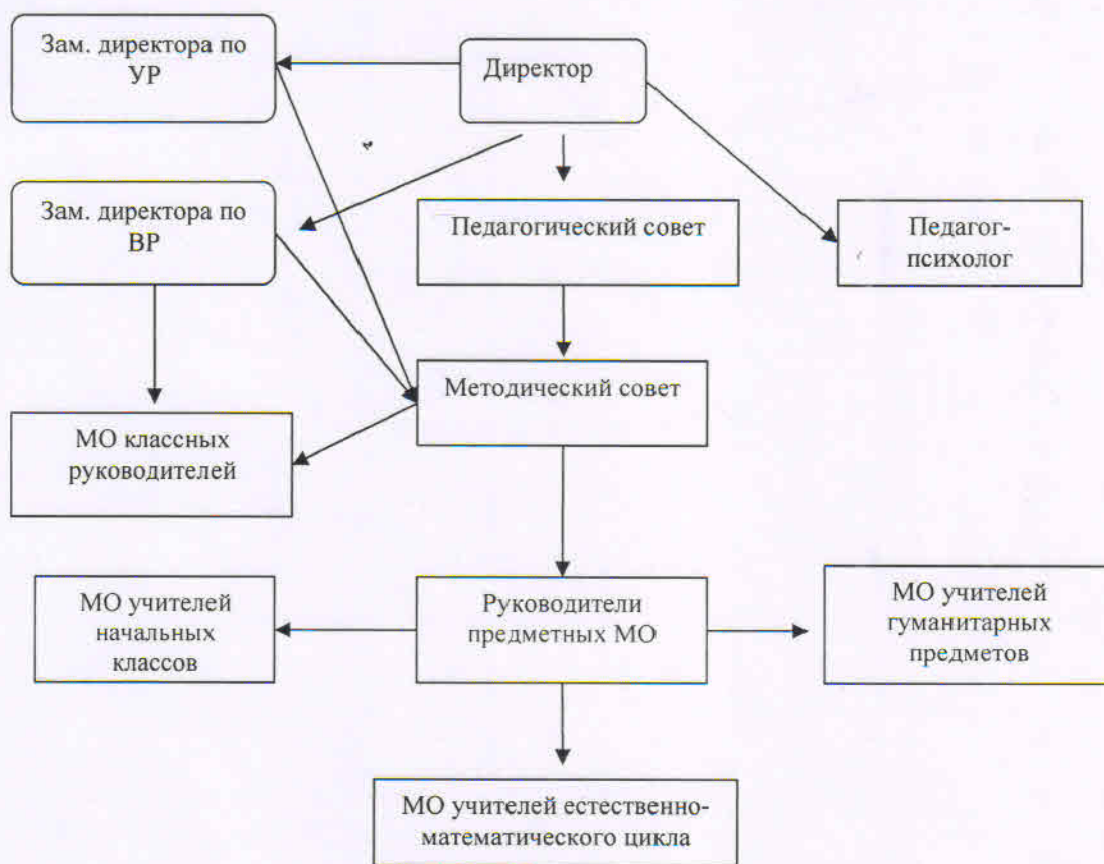 Зам. директора по
УР
Директор
Зам. директора по
ВР
Педагогический совет
Педагог-
психолог
Методический совет
МО классных
руководителей
МО учителей
начальных
классов
Руководители
предметных МО
МО учителей
гуманитарных
предметов
МО учителей естественно-
математического цикла